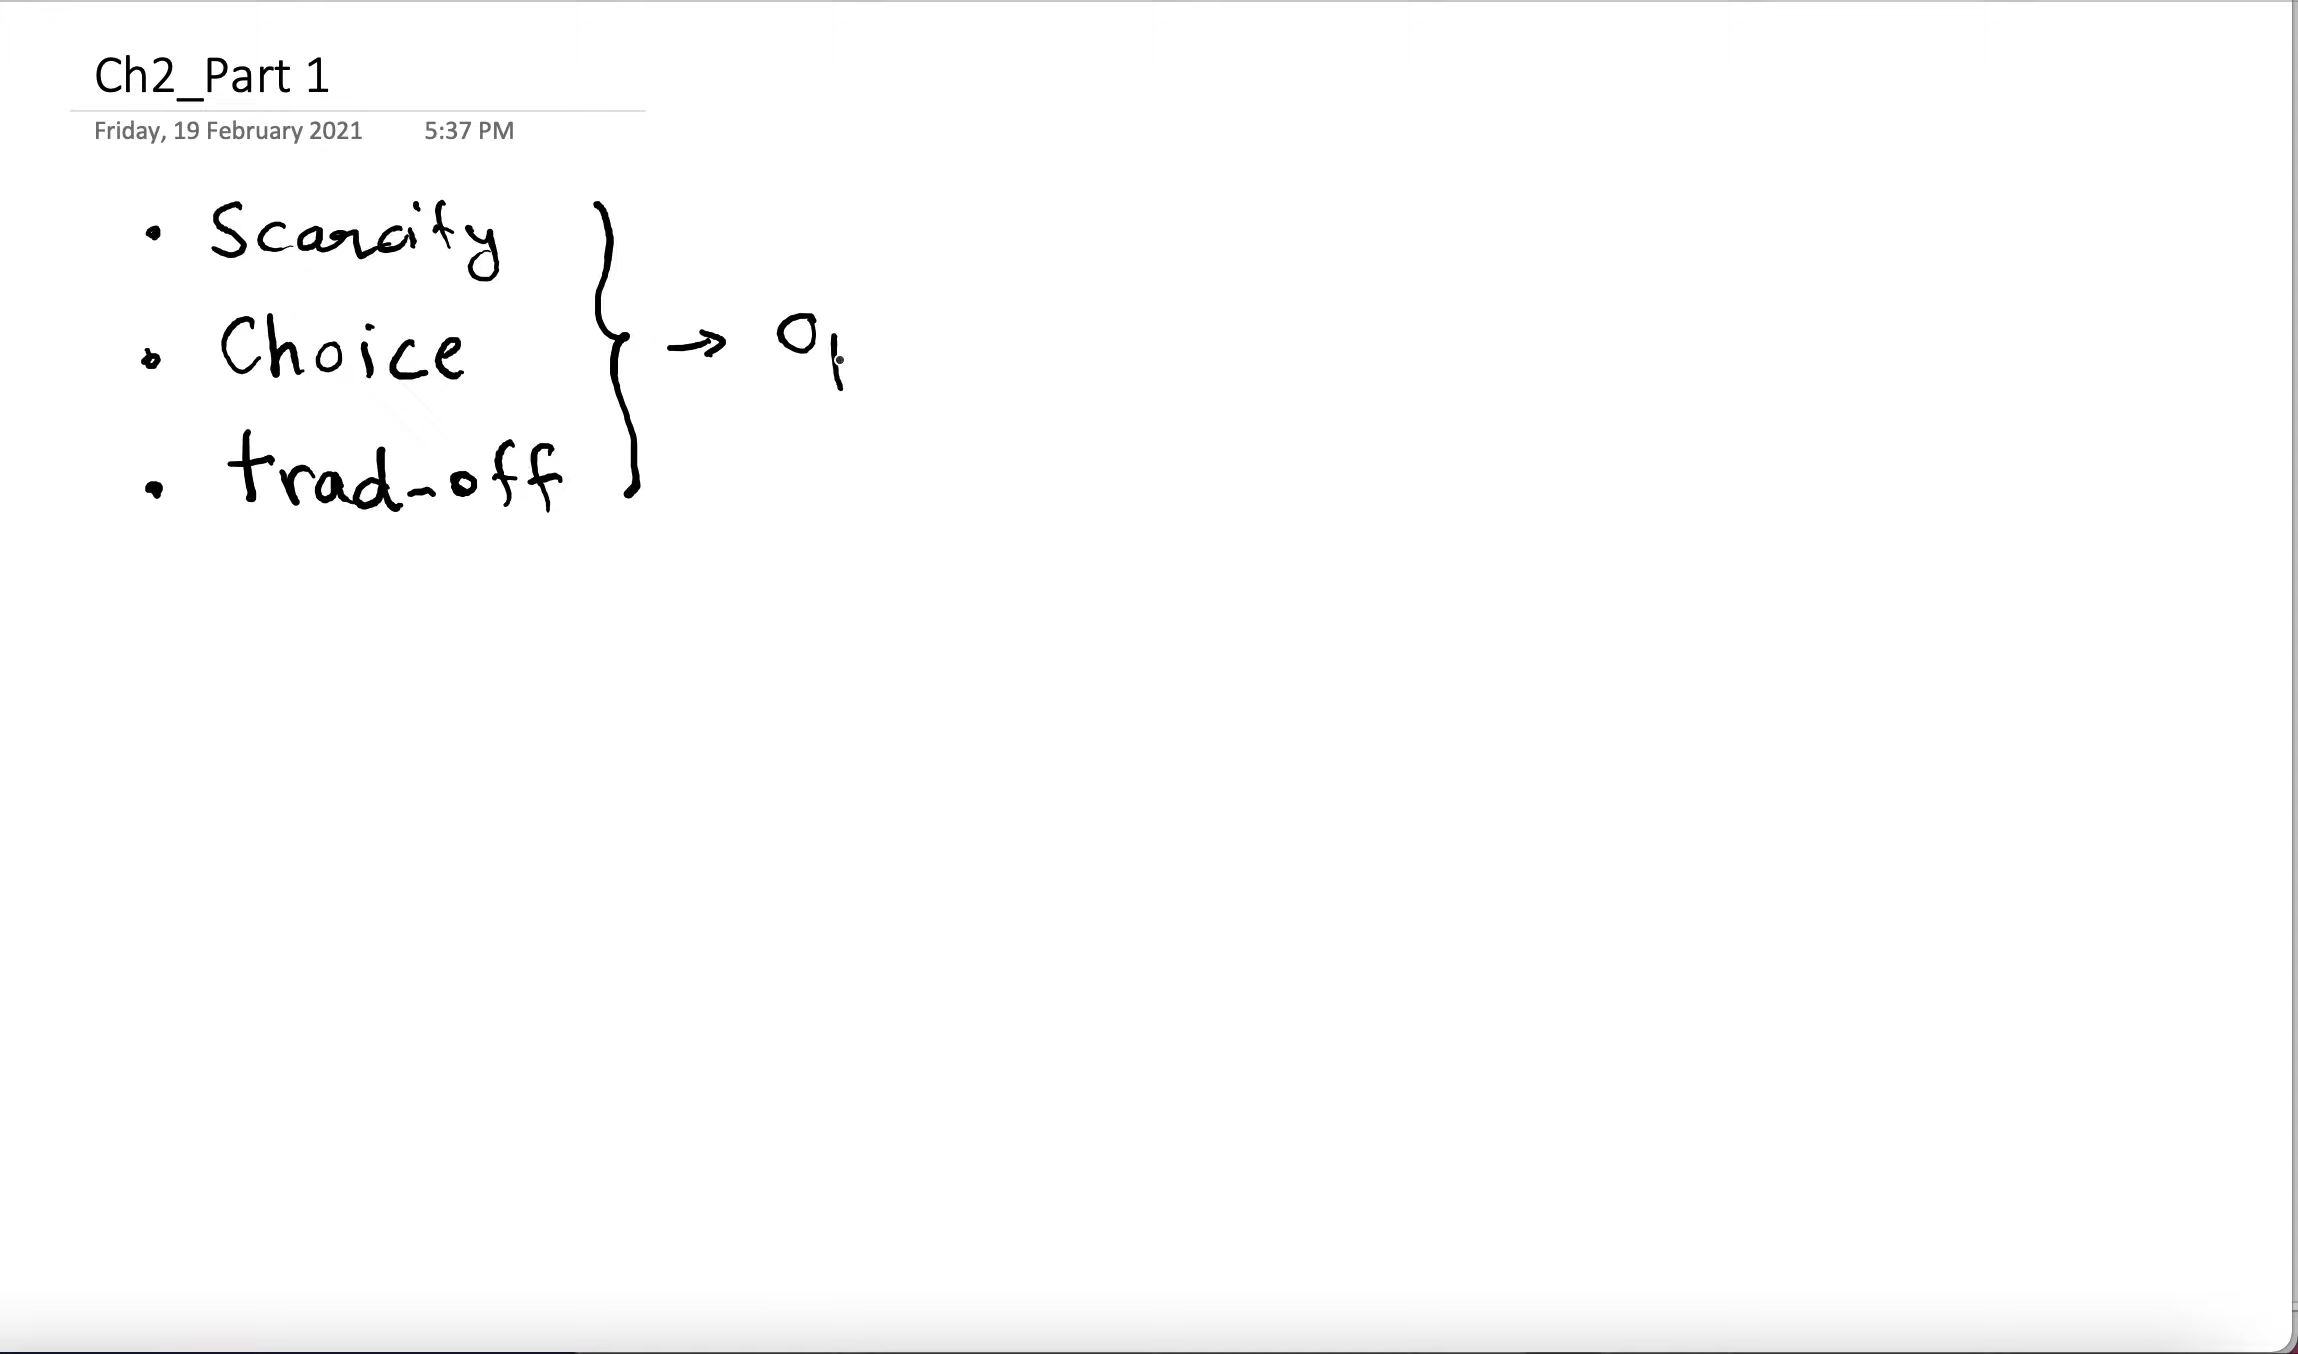 Ch2_Part 1
Friday, 19 February 2021 5:37 PM
• Scarcity
• Choice
• trad-off
→